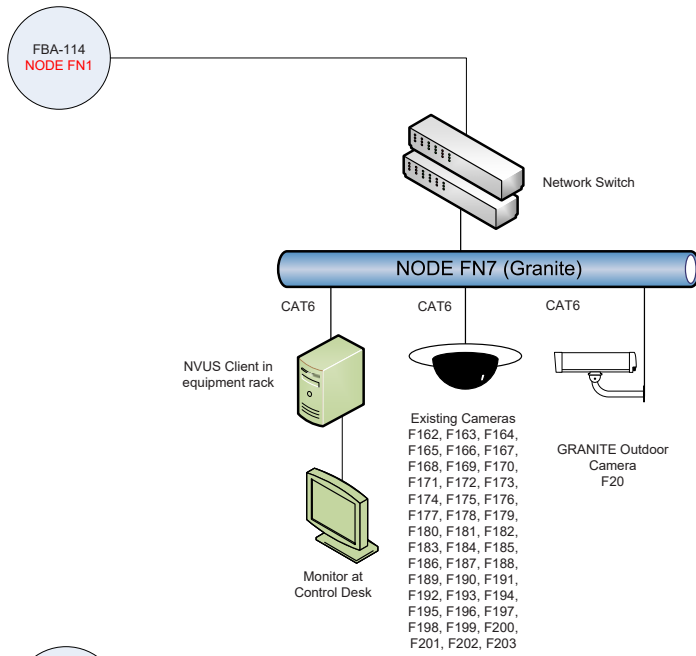 FBA-114
NODE FN1
Network Switch
NODE FN7 (Granite)
CAT6
CAT6
CAT6
NVUS Client in
equipment rack
Monitor at
Control Desk
Existing Cameras
F162, F163, F164,
F165, F166, F167,
F168, F169, F170,
F171, F172, F173,
F174, F175, F176,
F177, F178, F179,
F180, F181, F182,
F183, F184, F185,
F186, F187, F188,
F189, F190, F191,
F192, F193, F194,
F195, F196, F197,
F198, F199, F200,
F201, F202, F203
GRANITE Outdoor
Camera
F20